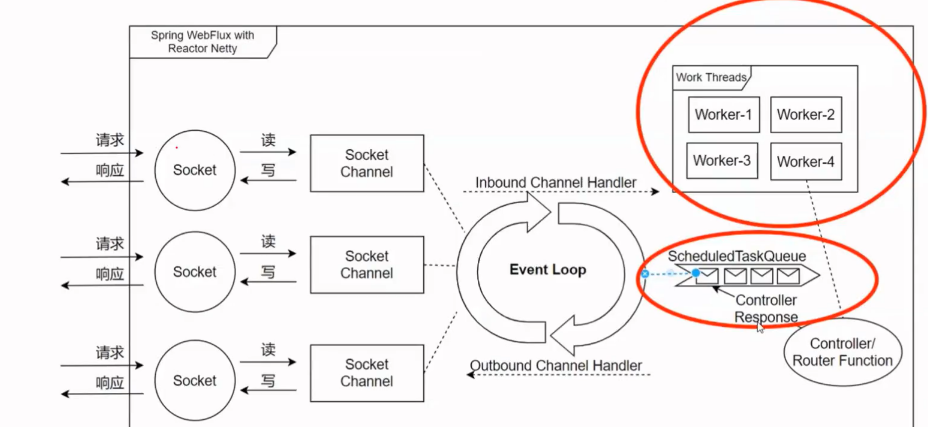 Spring WebFlux with
Reactor Netty
Work Threads
Worker-1
Worker-2
Worker-3
Worker-4
请求
响应
Socket
读
写
Socket
Channel
Inbound Channel Handler
请求
响应
Socket
读
写
Socket
Channel
Event Loop
ScheduledTaskQueue
Controller
Response
Controller/
Router Function
Outbound Channel Handler
请求
响应
Socket
读
写
Socket
Channel